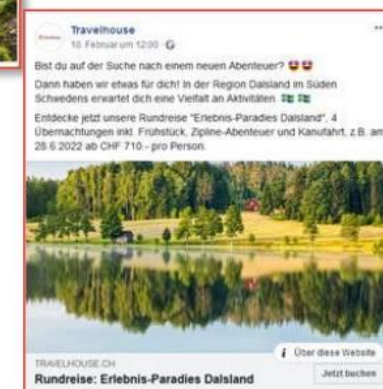 Travelhouse
10. Februar um 12:00
Bist du auf der Suche nach einem neuen Abenteuer?
Dann haben wir etwas für dich! In der Region Dalsland im Süden
Schwedens erwartet dich eine Vielfalt an Aktivitäten.
Entdecke jetzt unsere Rundreise "Erlebnis-Paradies Dalsland". 4
Übernachtungen inkl. Frühstück, Zipline-Abenteuer und Kanufahrt, z.B. am
28.6.2022 ab CHF 710.- pro Person.
Über diese Website
TRAVELHOUSE.CH
Rundreise: Erlebnis-Paradies Dalsland
Jetzt buchen